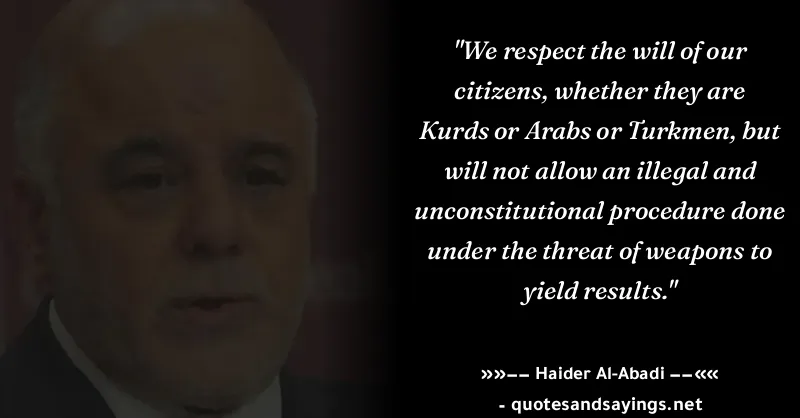 "We respect the will of our
citizens, whether they are
Kurds or Arabs or Turkmen, but
will not allow an illegal and
unconstitutional procedure done
under the threat of weapons to
yield results."
»»−− Haider Al-Abadi −−««
- quotesandsayings.net